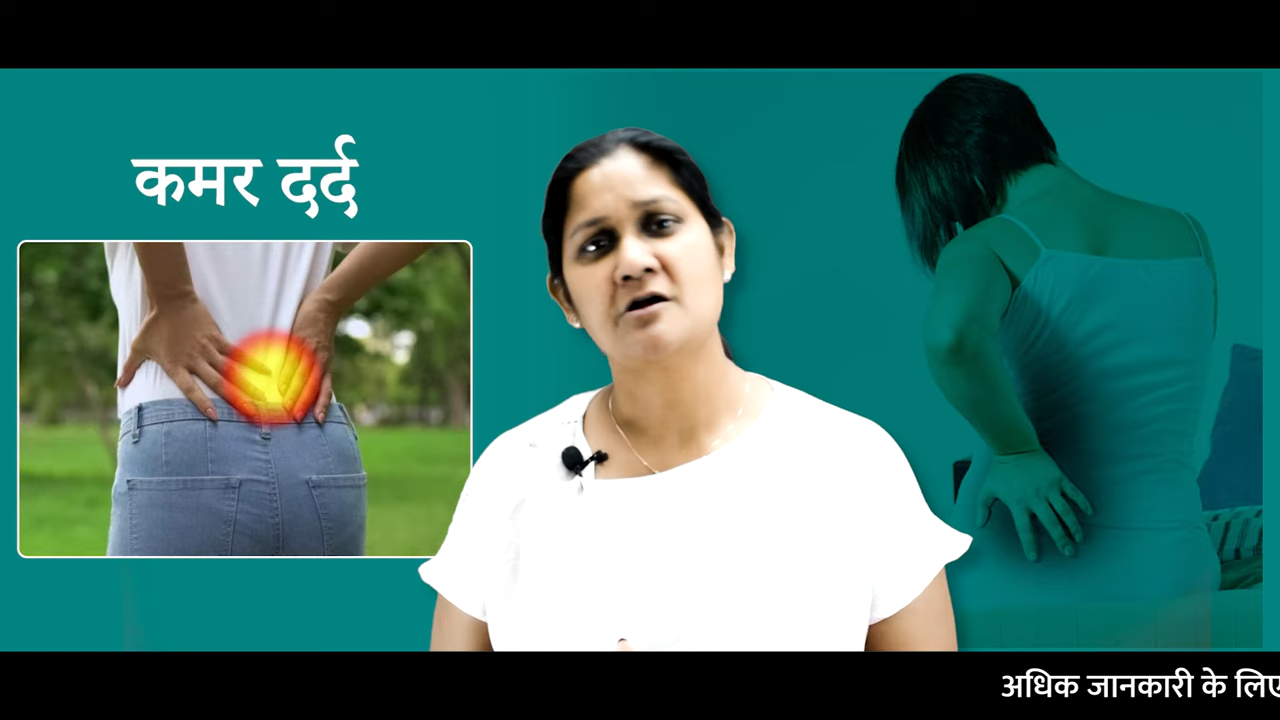 कमर दर्द
अधिक जानकारी के लिए